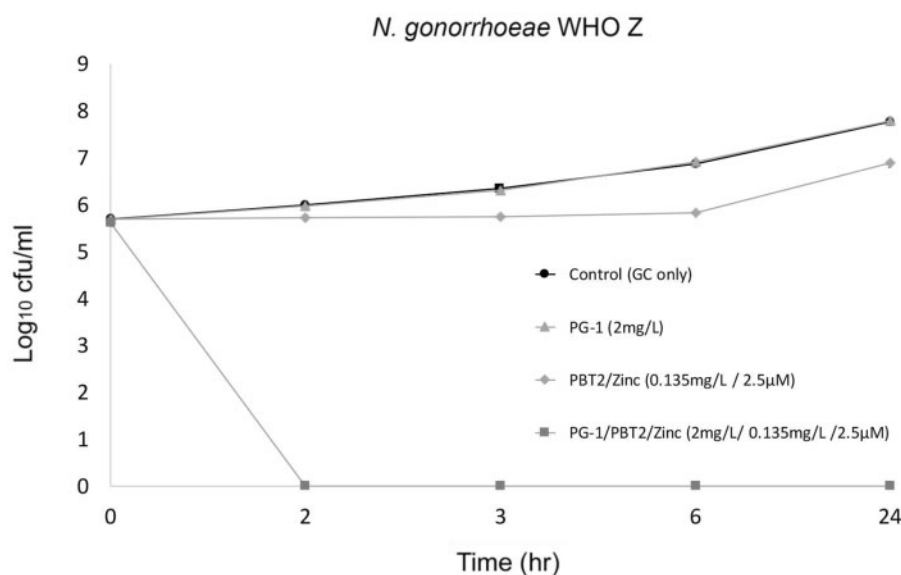 N. gonorrhoeae WHO Z
9
8
7
6
5
4
3
2
1
0
Log10 cfu/ml
Control (GC only)
PG-1 (2mg/L)
PBT2/Zinc (0.135mg/L / 2.5µM)
PG-1/PBT2/Zinc (2mg/L/ 0.135mg/L /2.5µM)
0 2 3 6 24
Time (hr)